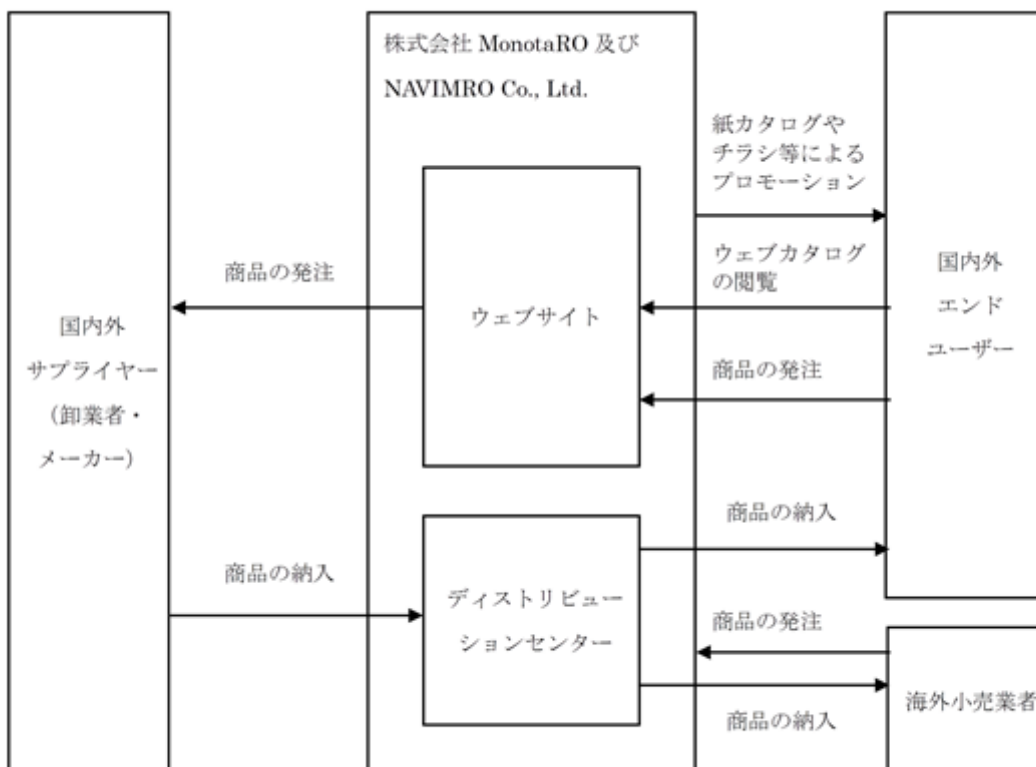 株式会社 MonotaRO 及び
NAVIMRO Co., Ltd.
紙カタログや
チラシ等による
プロモーション
商品の発注
ウェブサイト
ウェブカタログ
の閲覧
国内外
エンド
ユーザー
国内外
サプライヤー
(卸業者・
メーカー)
商品の発注
商品の納入
商品の納入
ディストリビュー
ションセンター
商品の発注
商品の納入
海外小売業者